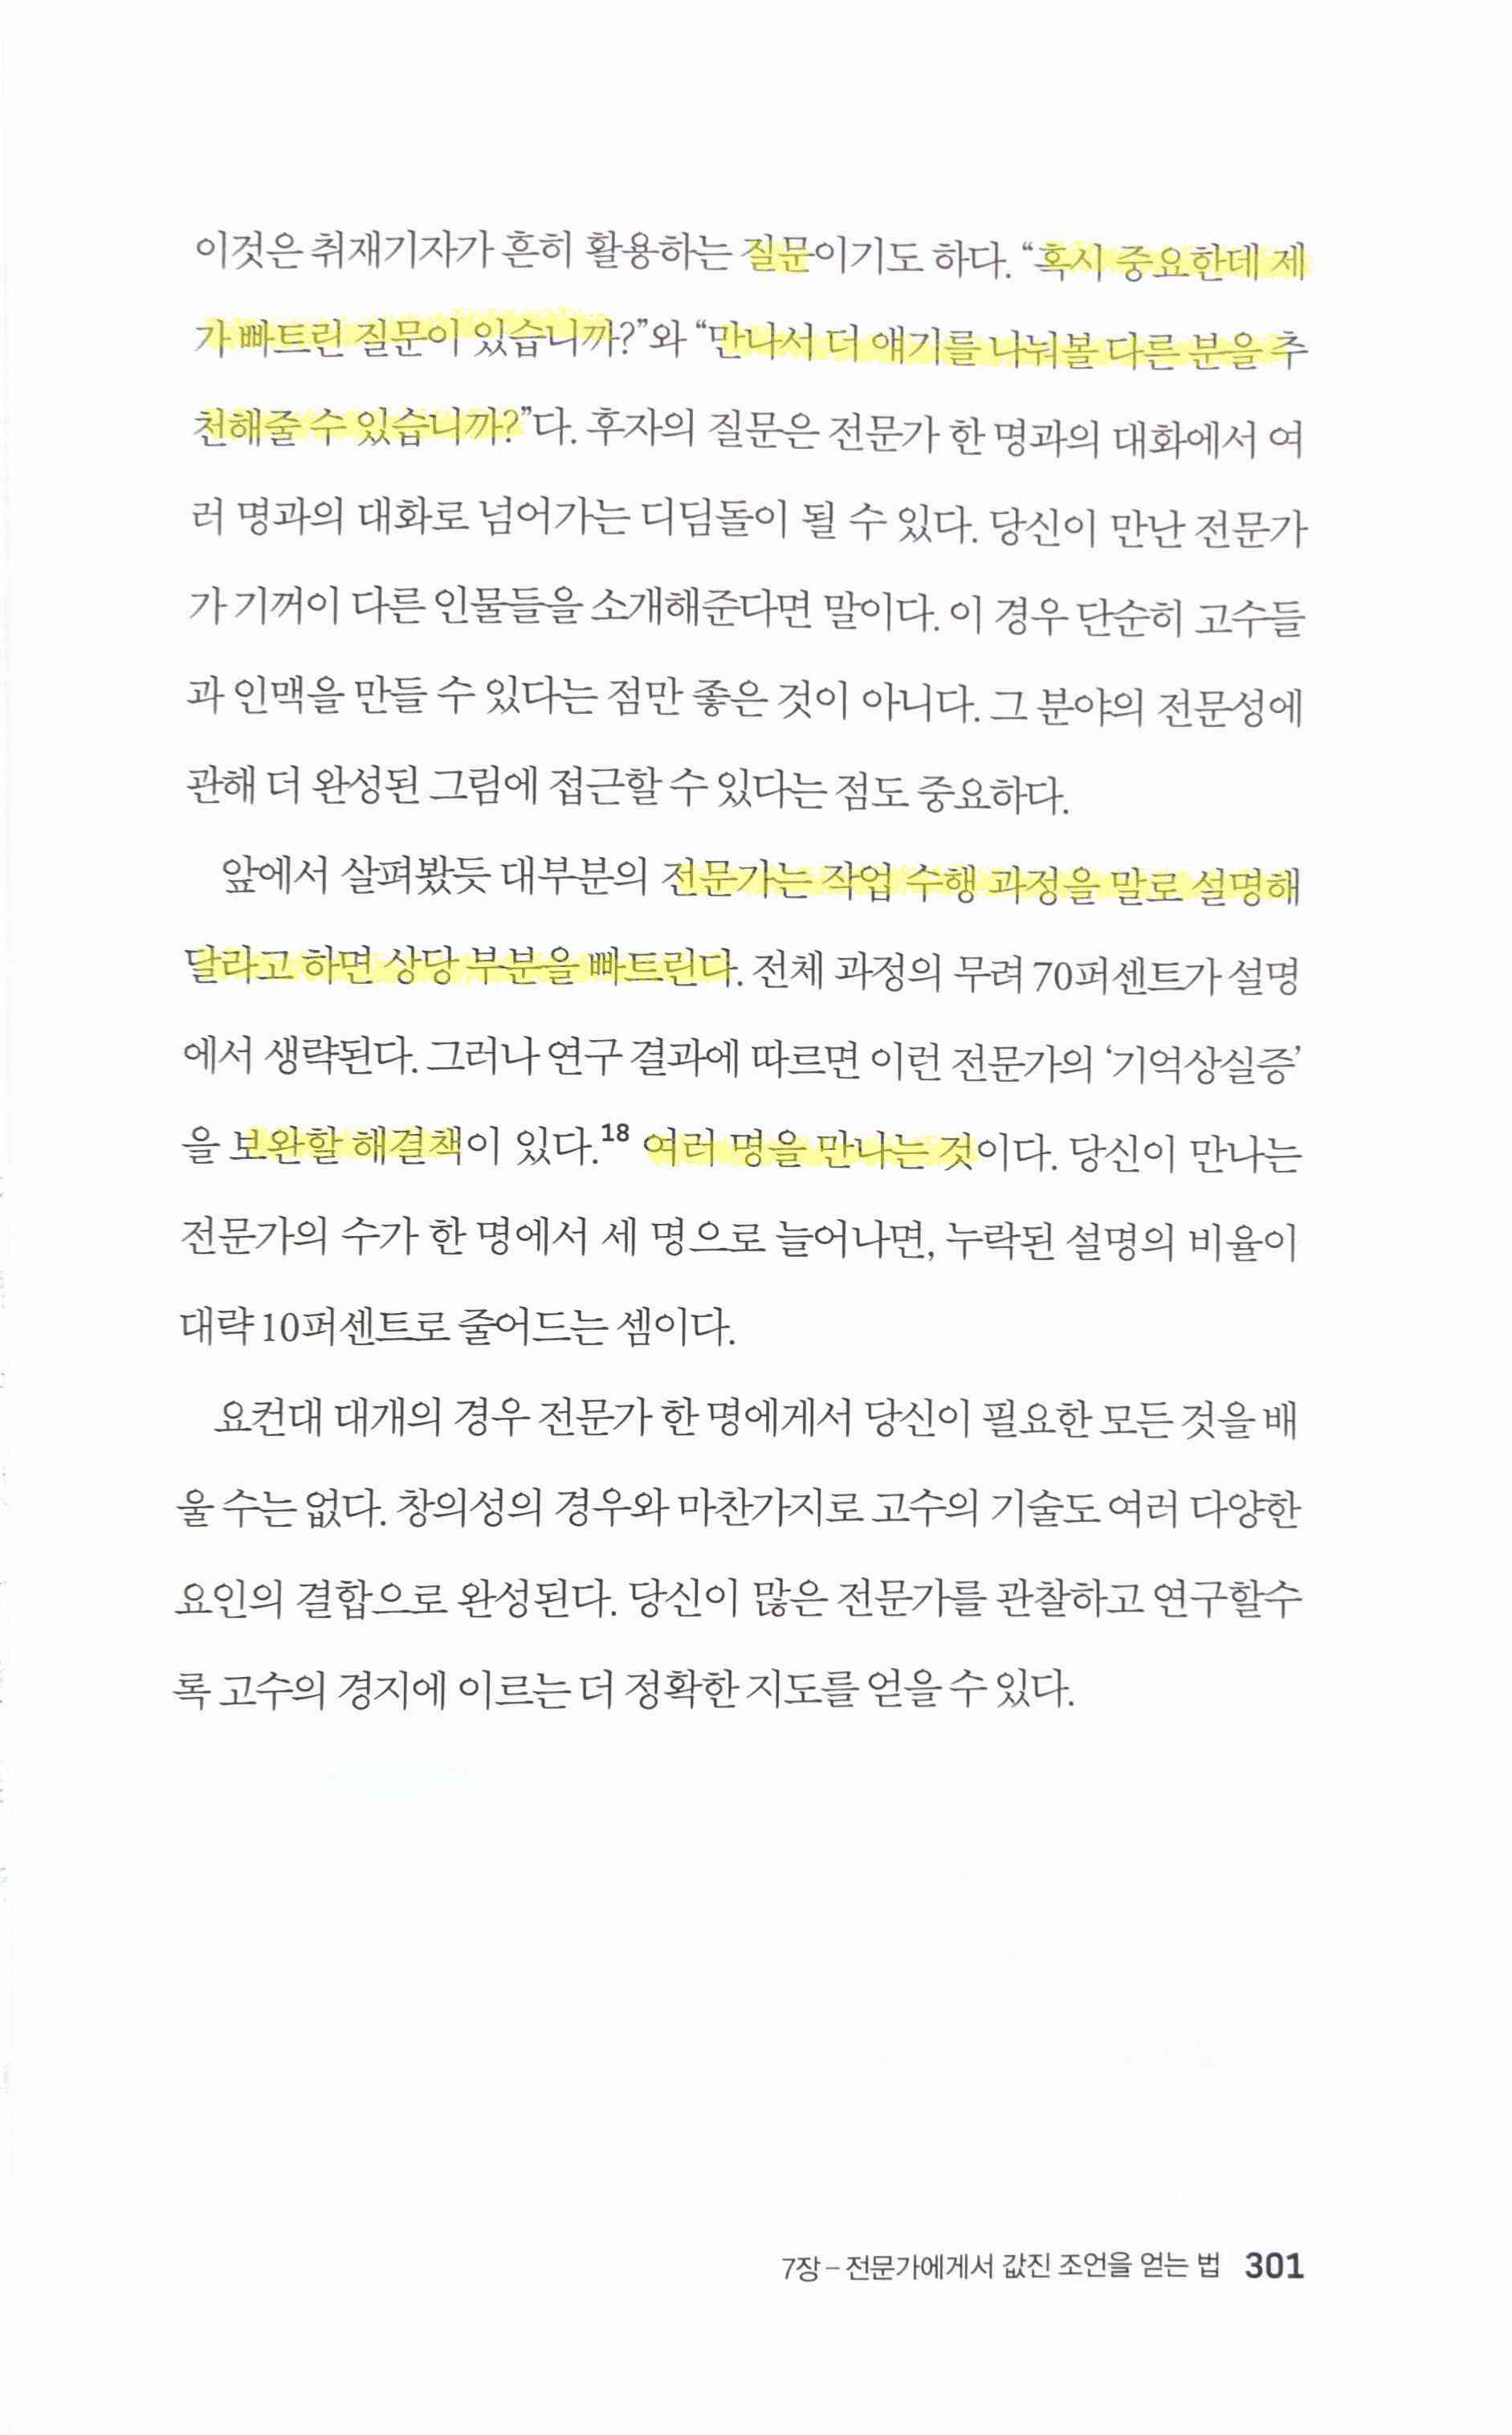 이것은 취재기자가 흔히 활용하는 질문이기도 하다. “혹시 중요한데 제
가 빠트린 질문이 있습니까?”와 “만나서 더 얘기를 나눠볼 다른 분을 추
천해줄 수 있습니까?”다. 후자의 질문은 전문가 한 명과의 대화에서 여
러 명과의 대화로 넘어가는 디딤돌이 될 수 있다. 당신이 만난 전문가
가 기꺼이 다른 인물들을 소개해준다면 말이다. 이 경우 단순히 고수들
과 인맥을 만들 수 있다는 점만 좋은 것이 아니다. 그 분야의 전문성에
관해 더 완성된 그림에 접근할 수 있다는 점도 중요하다.
앞에서 살펴봤듯 대부분의 전문가는 작업 수행 과정을 말로 설명해
달라고 하면 상당 부분을 빠트린다. 전체 과정의 무려 70퍼센트가 설명
에서 생략된다. 그러나 연구 결과에 따르면 이런 전문가의 ‘기억상실증’
을 보완할 해결책이 있다.18 여러 명을 만나는 것이다. 당신이 만나는
전문가의 수가 한 명에서 세 명으로 늘어나면, 누락된 설명의 비율이
대략 10퍼센트로 줄어드는 셈이다.
요컨대 대개의 경우 전문가 한 명에게서 당신이 필요한 모든 것을 배
울 수는 없다. 창의성의 경우와 마찬가지로 고수의 기술도 여러 다양한
요인의 결합으로 완성된다. 당신이 많은 전문가를 관찰하고 연구할수
록 고수의 경지에 이르는 더 정확한 지도를 얻을 수 있다.
7장 – 전문가에게서 값진 조언을 얻는 법 301